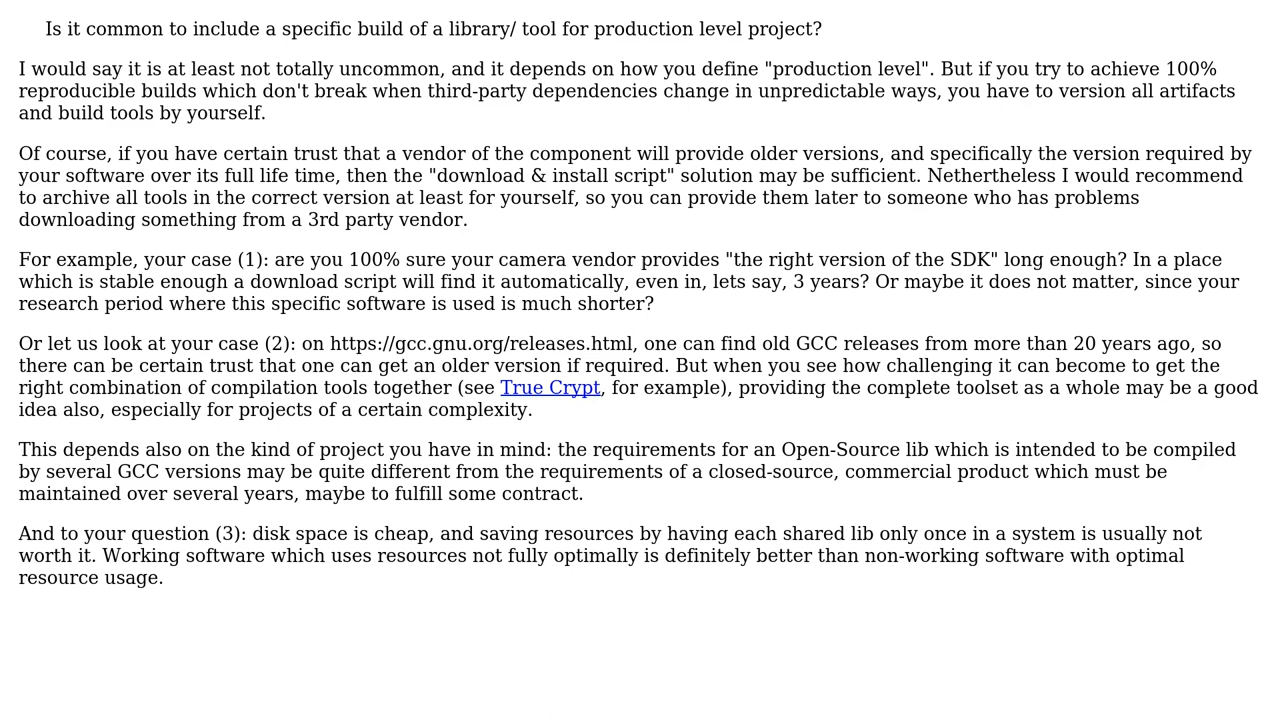 Is it common to include a specific build of a library/ tool for production level project?
I would say it is at least not totally uncommon, and it depends on how you define "production level". But if you try to achieve 100%
reproducible builds which don't break when third-party dependencies change in unpredictable ways, you have to version all artifacts
and build tools by yourself.
Of course, if you have certain trust that a vendor of the component will provide older versions, and specifically the version required by
your software over its full life time, then the "download & install script" solution may be sufficient. Nethertheless I would recommend
to archive all tools in the correct version at least for yourself, so you can provide them later to someone who has problems
downloading something from a 3rd party vendor.
For example, your case (1): are you 100% sure your camera vendor provides "the right version of the SDK" long enough? In a place
which is stable enough a download script will find it automatically, even in, lets say, 3 years? Or maybe it does not matter, since your
research period where this specific software is used is much shorter?
Or let us look at your case (2): on https://gcc.gnu.org/releases.html, one can find old GCC releases from more than 20 years ago, so
there can be certain trust that one can get an older version if required. But when you see how challenging it can become to get the
right combination of compilation tools together (see True Crypt, for example), providing the complete toolset as a whole may be a good
idea also, especially for projects of a certain complexity.
This depends also on the kind of project you have in mind: the requirements for an Open-Source lib which is intended to be compiled
by several GCC versions may be quite different from the requirements of a closed-source, commercial product which must be
maintained over several years, maybe to fulfill some contract.
And to your question (3): disk space is cheap, and saving resources by having each shared lib only once in a system is usually not
worth it. Working software which uses resources not fully optimally is definitely better than non-working software with optimal
resource usage.